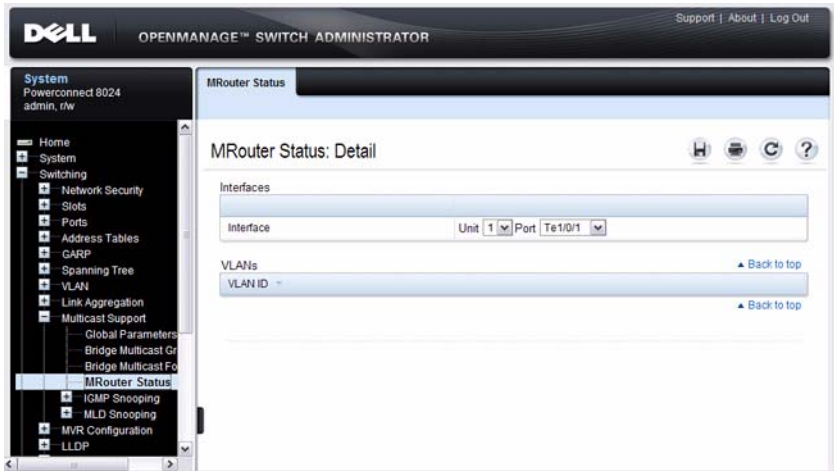 Support | About | Log Out
DELL OPENMANAGE™ SWITCH ADMINISTRATOR
System
Powerconnect 8024
admin, r/w
Home
System
Switching
Network Security
Slots
Ports
Address Tables
GARP
Spanning Tree
VLAN
Link Aggregation
Multicast Support
Global Parameters
Bridge Multicast Gr
Bridge Multicast Fo
MRouter Status
IGMP Snooping
MLD Snooping
MVR Configuration
LLDP
MRouter Status
MRouter Status: Detail
Interfaces
Interface Unit 1 Port Te1/0/1
VLANs Back to top
VLAN ID
Back to top